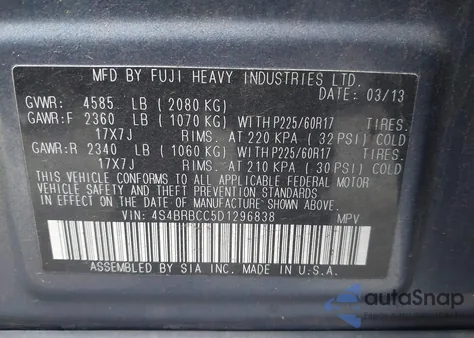 MFD BY FUJI HEAVY INDUSTRIES LTD.
DATE: 03/13
GVWR: 4585 LB (2080 KG)
GAWR:F 2360 LB (1070 KG) WITH P225/60R17 TIRES.
17X7J RIMS. AT 220 KPA (32 PSI) COLD
GAWR:R 2340 LB (1060 KG) WITH P225/60R17 TIRES.
17X7J RIMS. AT 210 KPA (30 PSI) COLD
THIS VEHICLE CONFORMS TO ALL APPLICABLE FEDERAL MOTOR
VEHICLE SAFETY AND THEFT PREVENTION STANDARDS IN
EFFECT ON THE DATE OF MANUFACTURE SHOWN ABOVE.
VIN: 4S4BRBCC5D1296838 MPV
ASSEMBLED BY SIA INC IN U.S.A.
autaSnap